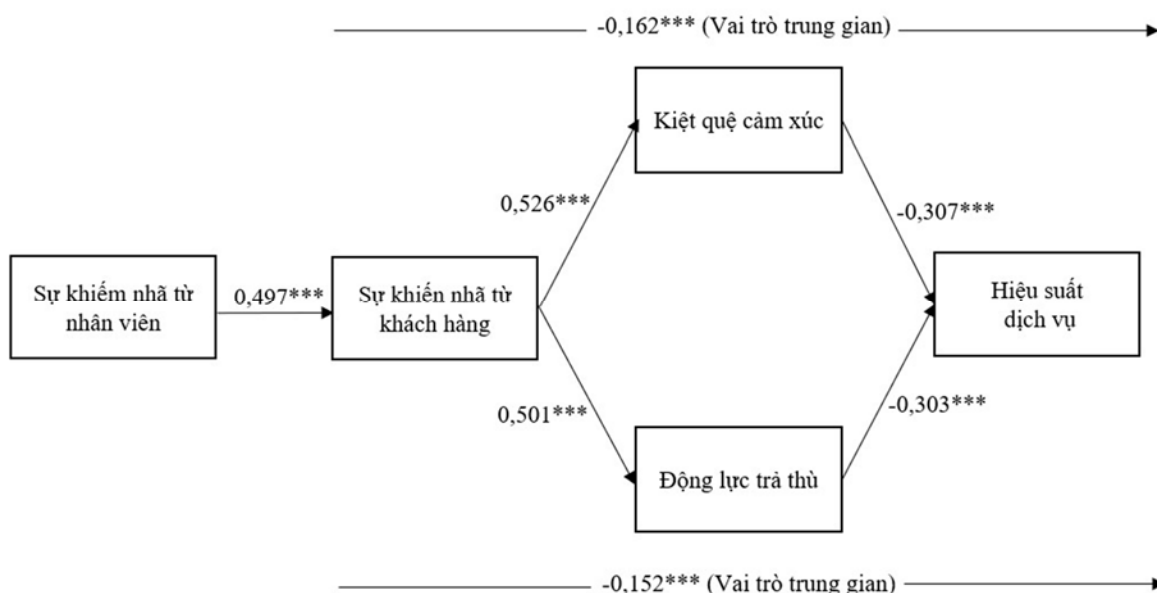 -0,162*** (Vai trò trung gian)
Kiệt quệ cảm xúc
0,526***
-0,307***
Sự khiếm nhã từ
nhân viên
0,497***
Sự khiến nhã từ
khách hàng
Hiệu suất
dịch vụ
0,501***
-0,303***
Động lực trả thù
-0,152*** (Vai trò trung gian)